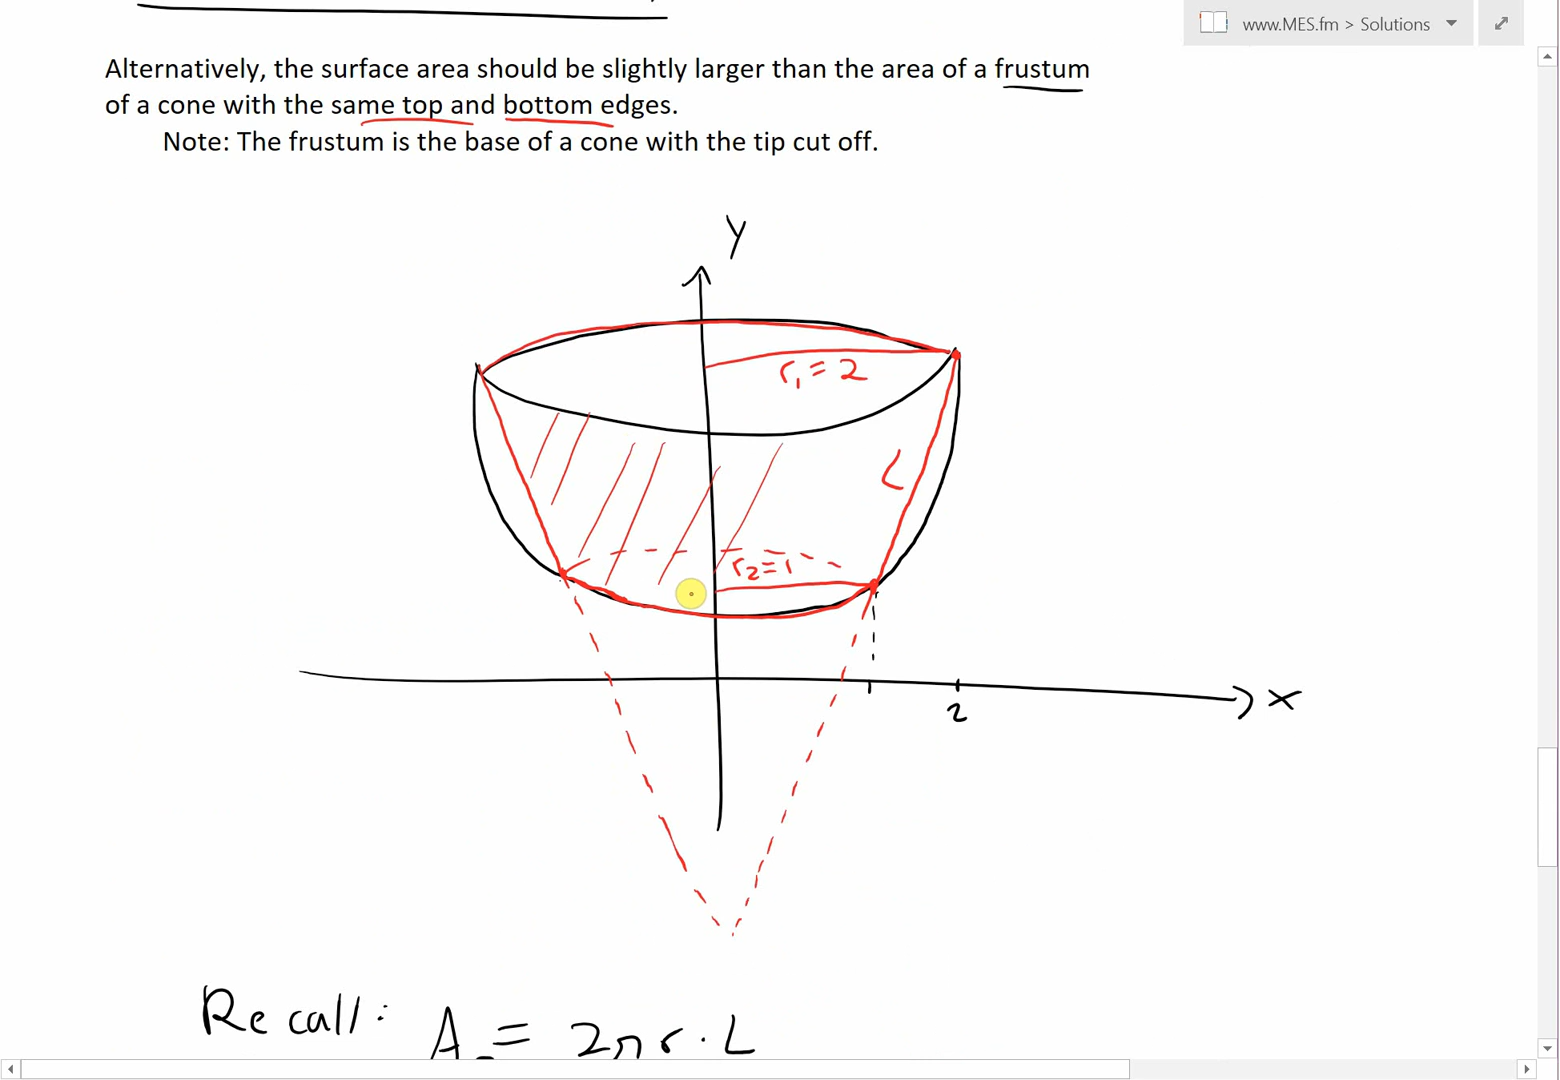 www.MES.fm > Solutions
Alternatively, the surface area should be slightly larger than the area of a frustum
of a cone with the same top and bottom edges.
Note: The frustum is the base of a cone with the tip cut off.
y
r₁ = 2
L
r₂ = 1
x
2
Recall: A = 2πr · L